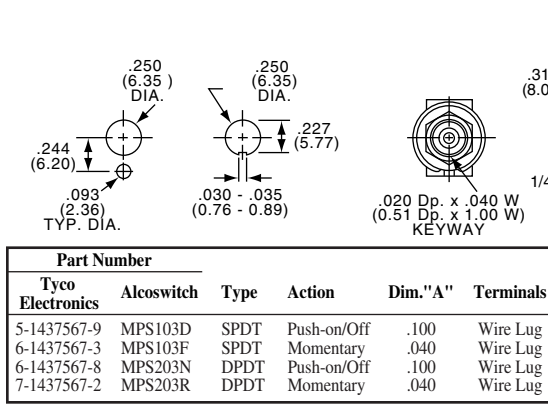 .250
(6.35 )
DIA.
.244
(6.20)
.093
(2.36)
TYP. DIA.
.250
(6.35)
DIA.
.227
(5.77)
.030 - .035
(0.76 - 0.89)
.020 Dp. x .040 W
(0.51 Dp. x 1.00 W)
KEYWAY
Part Number
Tyco Electronics Alcoswitch Type Action Dim."A" Terminals
5-1437567-9 MPS103D SPDT Push-on/Off .100 Wire Lug
6-1437567-3 MPS103F SPDT Momentary .040 Wire Lug
6-1437567-8 MPS203N DPDT Push-on/Off .100 Wire Lug
7-1437567-2 MPS203R DPDT Momentary .040 Wire Lug